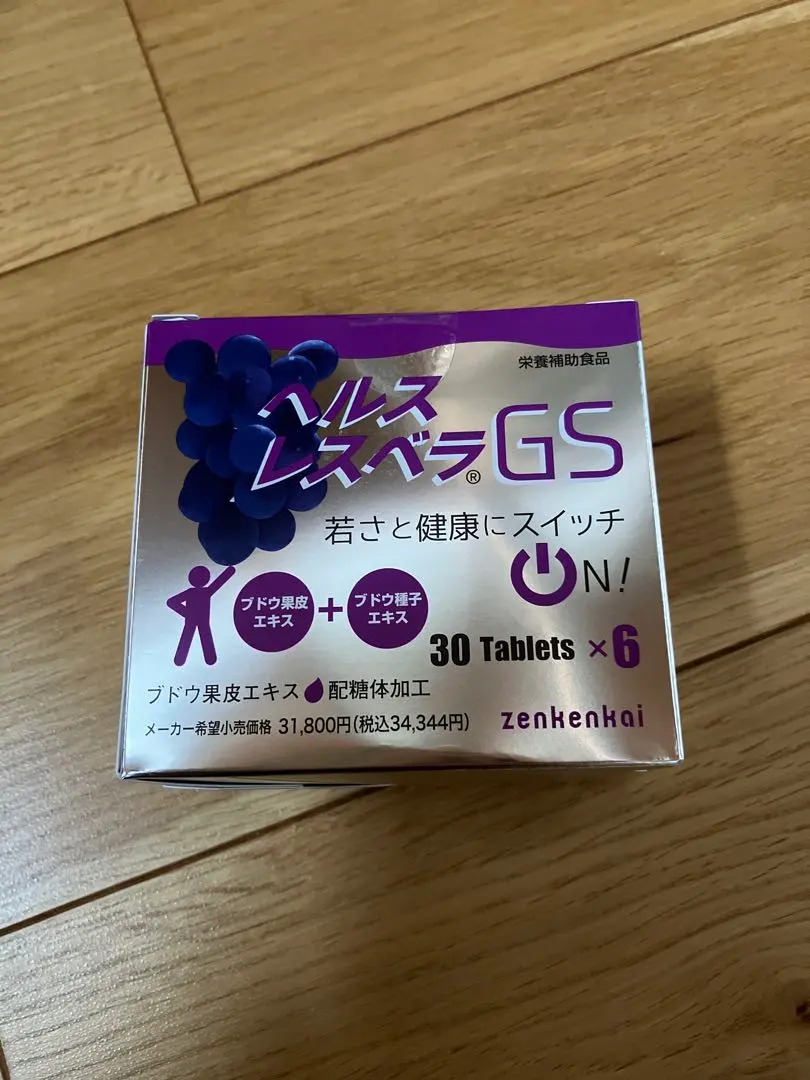 栄養補助食品
ヘルス
レスベラ®GS
若さと健康にスイッチ
ON!
ブドウ果皮
エキス
+
ブドウ種子
エキス
30 Tablets ×6
ブドウ果皮エキス 配糖体加工
メーカー希望小売価格 31,800円(税込34,344円)
zenkenkai